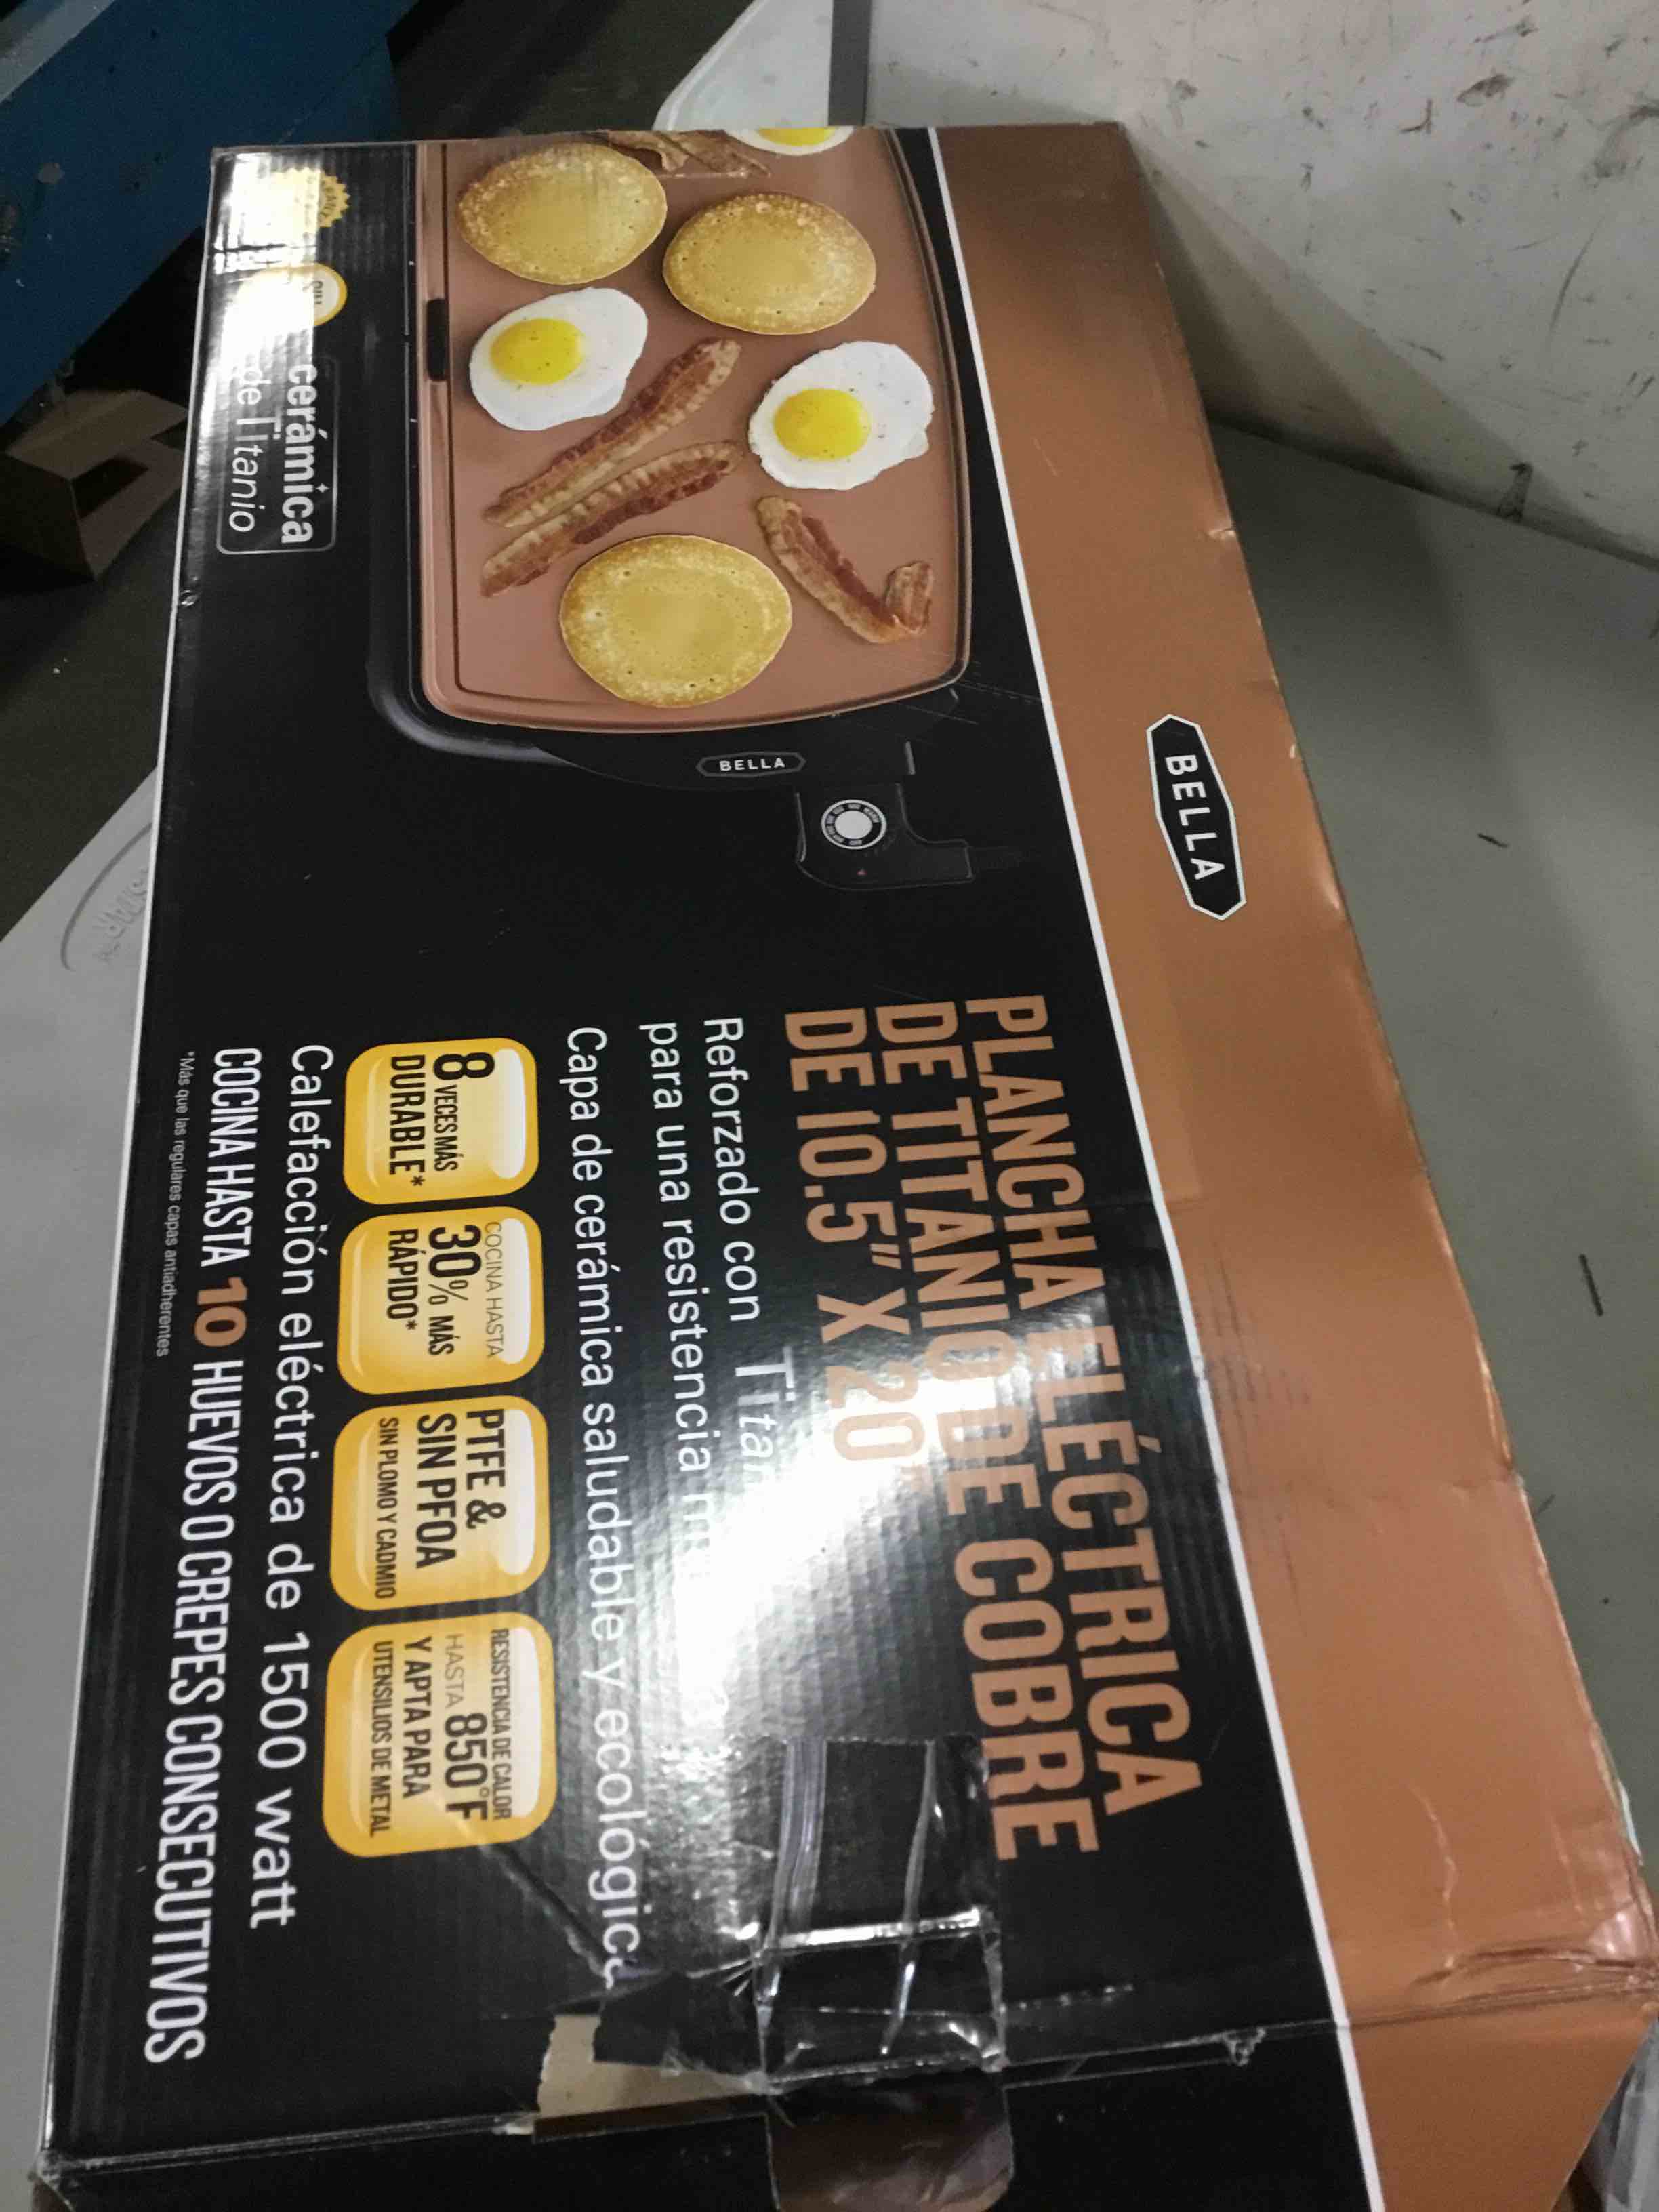 BELLA
PLANCHA ELÉCTRICA
DE TITANIO DE COBRE
DE 10.5" X 20"
Reforzado con Titan
para una resistencia
Capa de cerámica saludable y ecológica
8 VECES MÁS
DURABLE*
COCINA HASTA
30% MÁS
RÁPIDO*
PTFE &
SIN PFOA
SIN PLOMO Y CADMIO
RESISTENCIA DE CALOR
HASTA 850°F
Y APTA PARA
UTENSILIOS DE METAL
Calefacción eléctrica de 1500 watt
COCINA HASTA 10 HUEVOS O CREPES CONSECUTIVOS
*Más que las regulares capas antiadherentes
BELLA
cerámica
de Titanio